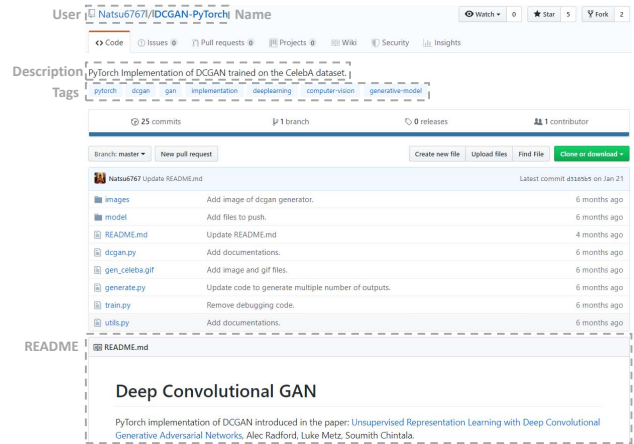 User Natsu6767/DCGAN-PyTorch Name Watch 0 Star 5 Fork 2
Code Issues 0 Pull requests 0 Projects 0 Wiki Security Insights
Description PyTorch Implementation of DCGAN trained on the CelebA dataset.
Tags pytorch dcgan gan implementation deeplearning computer-vision generative-model
25 commits 1 branch 0 releases 1 contributor
Branch: master New pull request Create new file Upload files Find File Clone or download
Natsu6767 Update README.md Latest commit d3165b5 on Jan 21
images Add image of dcgan generator. 6 months ago
model Add files to push. 6 months ago
README.md Update README.md 4 months ago
dcgan.py Add documentations. 6 months ago
gen_celeba.gif Add image and gif files. 6 months ago
generate.py Update code to generate multiple number of outputs. 6 months ago
train.py Remove debugging code. 6 months ago
utils.py Add documentations. 6 months ago
README README.md
Deep Convolutional GAN
PyTorch implementation of DCGAN introduced in the paper: Unsupervised Representation Learning with Deep Convolutional
Generative Adversarial Networks, Alec Radford, Luke Metz, Soumith Chintala.